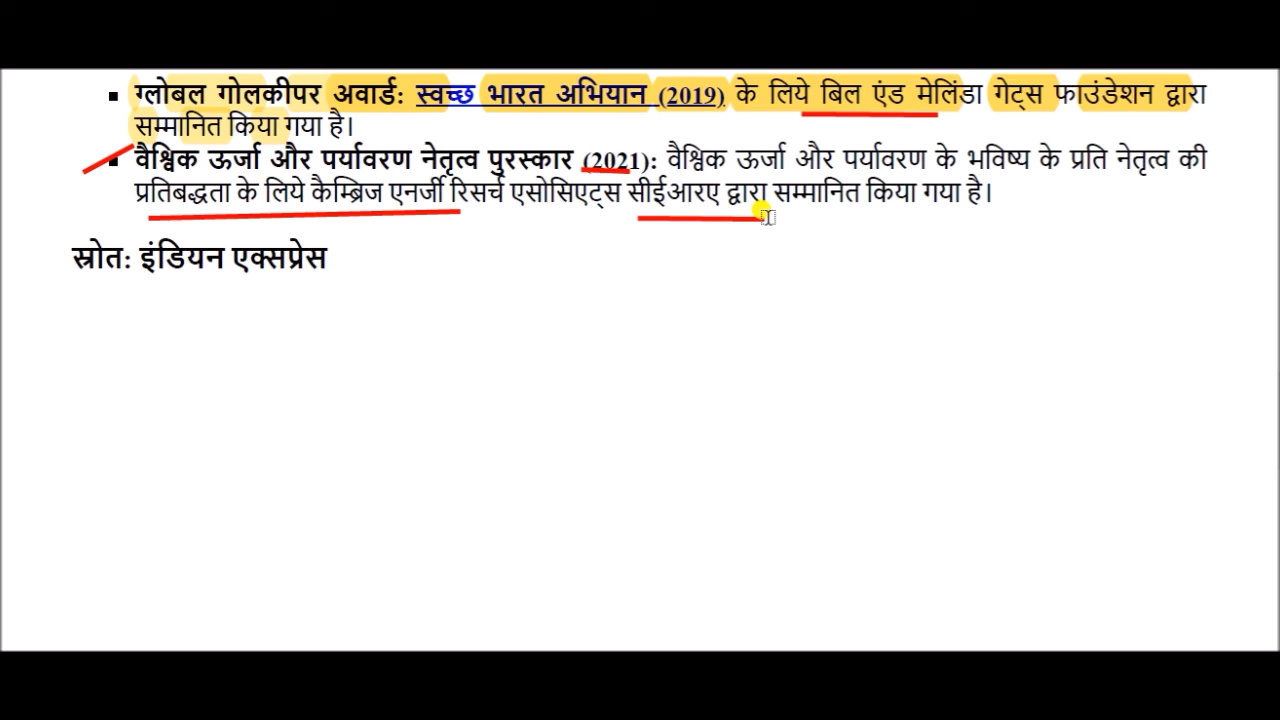 ▪ ग्लोबल गोलकीपर अवार्ड: स्वच्छ भारत अभियान (2019) के लिये बिल एंड मेलिंडा गेट्स फाउंडेशन द्वारा
सम्मानित किया गया है।
▪ वैश्विक ऊर्जा और पर्यावरण नेतृत्व पुरस्कार (2021): वैश्विक ऊर्जा और पर्यावरण के भविष्य के प्रति नेतृत्व की
प्रतिबद्धता के लिये कैम्ब्रिज एनर्जी रिसर्च एसोसिएट्स सीईआरए द्वारा सम्मानित किया गया है।
स्रोत: इंडियन एक्सप्रेस